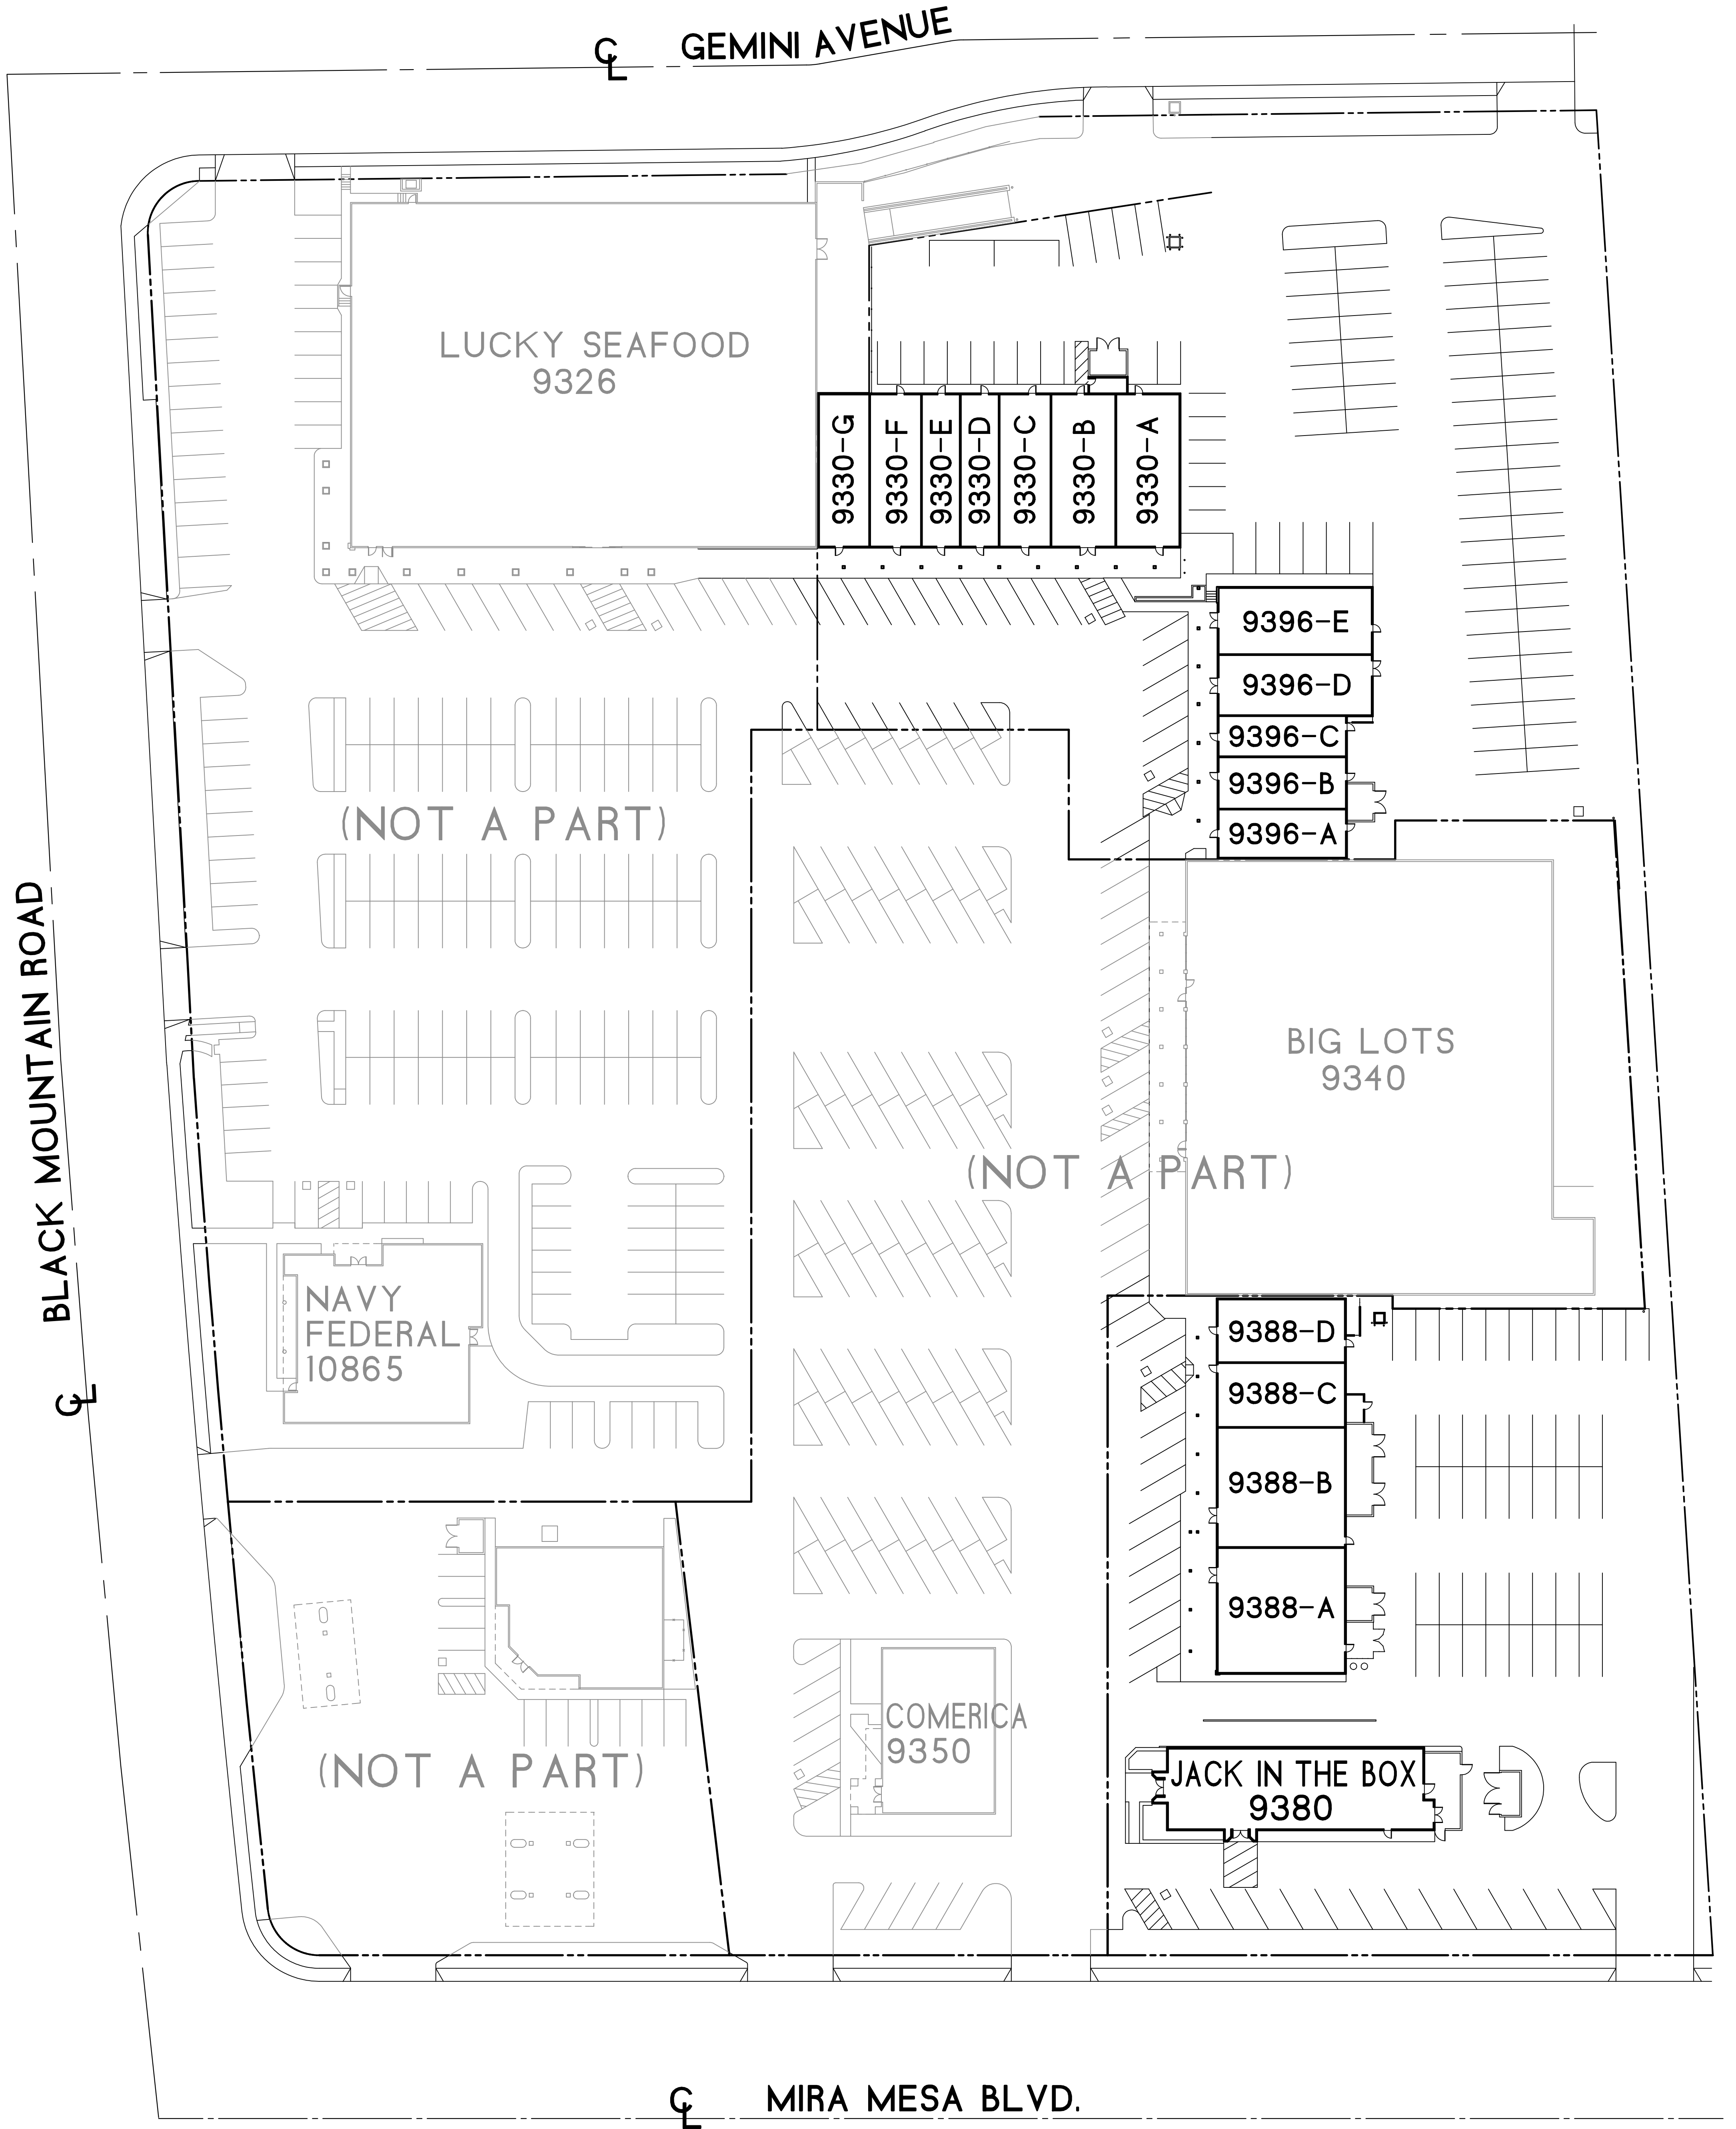 CL GEMINI AVENUE
LUCKY SEAFOOD
9326
9330-G
9330-F
9330-E
9330-D
9330-C
9330-B
9330-A
9396-E
9396-D
9396-C
9396-B
9396-A
(NOT A PART)
BLACK MOUNTAIN ROAD
CL
BIG LOTS
9340
(NOT A PART)
NAVY
FEDERAL
10865
9388-D
9388-C
9388-B
9388-A
COMERICA
9350
(NOT A PART)
JACK IN THE BOX
9380
CL MIRA MESA BLVD.